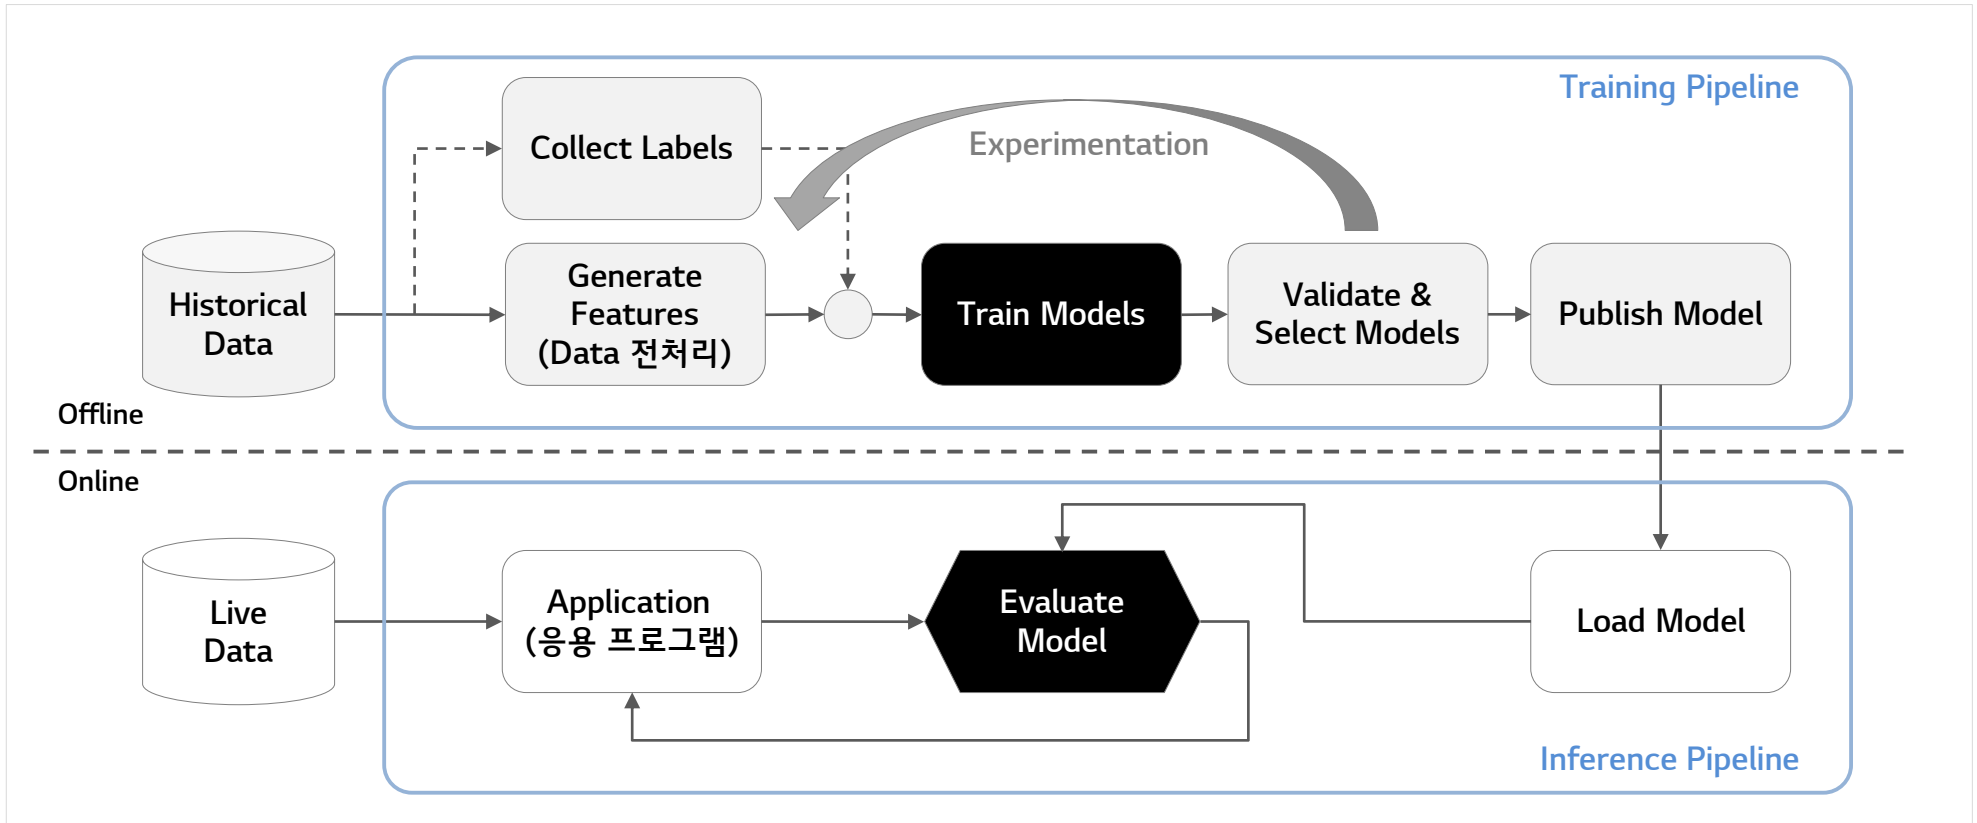 Training Pipeline
Collect Labels
Experimentation
Historical
Data
Generate
Features
(Data 전처리)
Train Models
Validate &
Select Models
Publish Model
Offline
Online
Live
Data
Application
(응용 프로그램)
Evaluate
Model
Load Model
Inference Pipeline